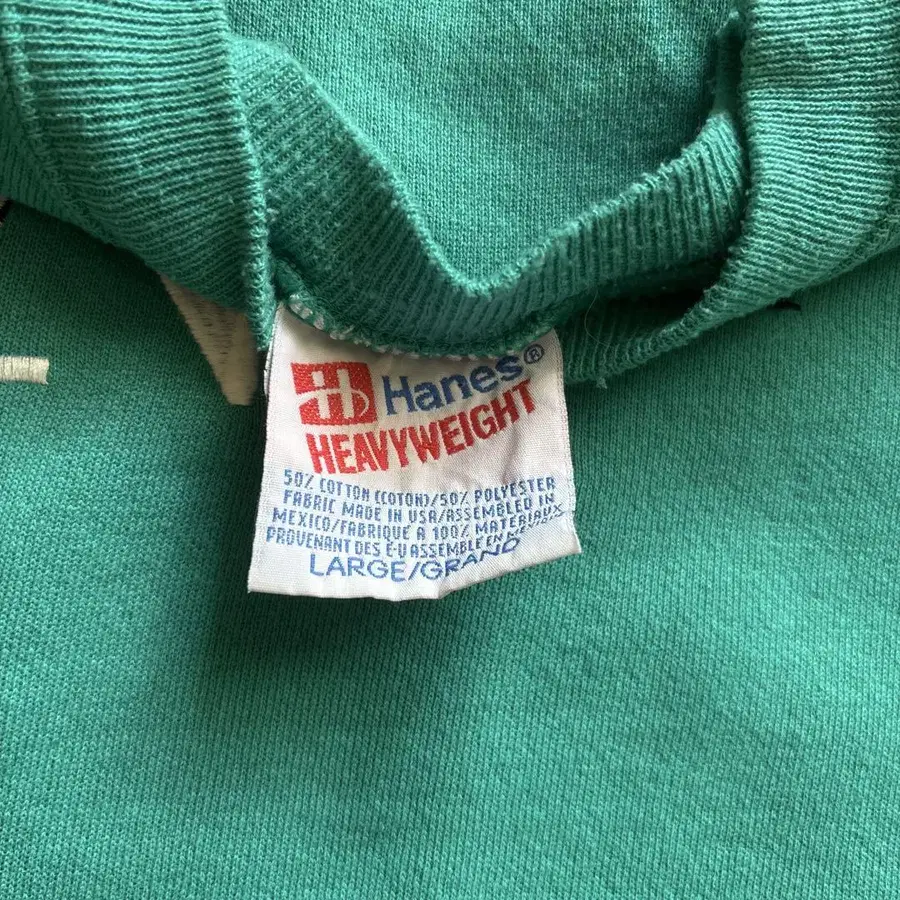 Hanes®
HEAVYWEIGHT
50% COTTON (COTON)/50% POLYESTER
FABRIC MADE IN USA/ASSEMBLED IN
MEXICO/FABRIQUÉ A 100% MATERIAUX
PROVENANT DES É-U ASSEMBLE EN MEXIQUE
LARGE/GRAND